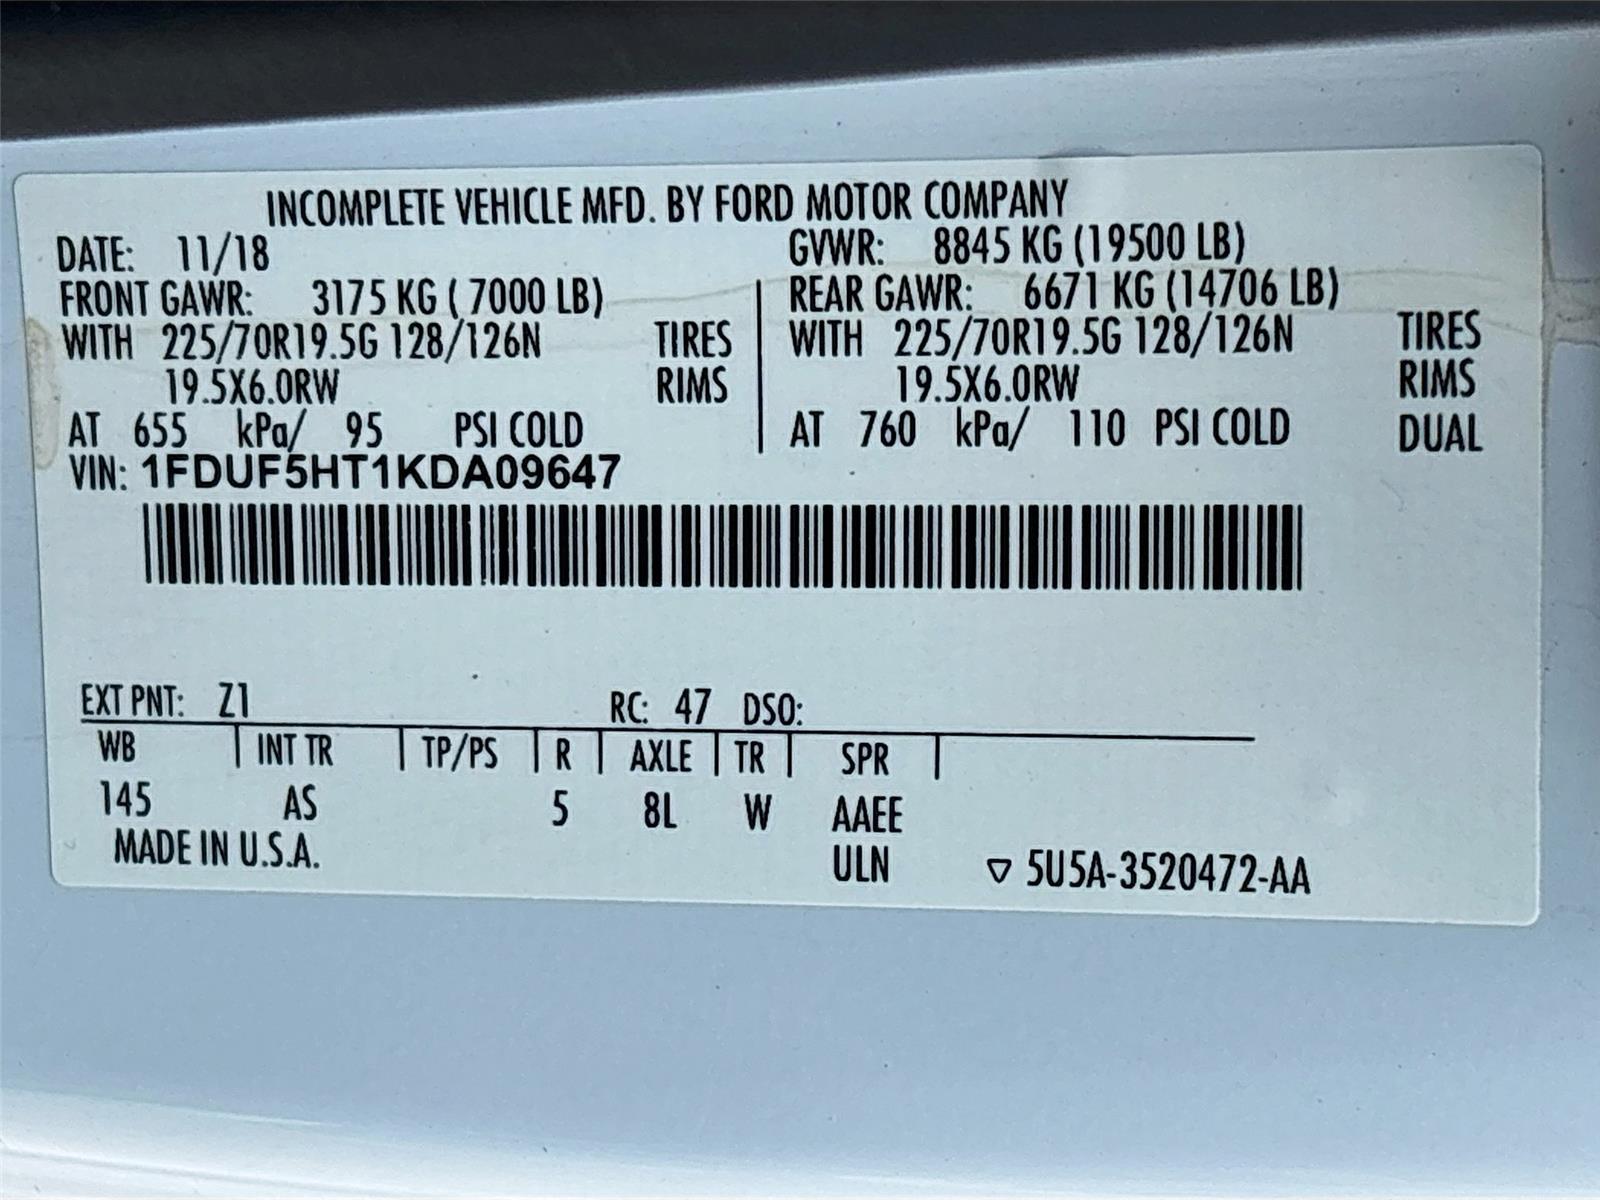 INCOMPLETE VEHICLE MFD. BY FORD MOTOR COMPANY
DATE: 11/18 GVWR: 8845 KG (19500 LB)
FRONT GAWR: 3175 KG ( 7000 LB) REAR GAWR: 6671 KG (14706 LB)
WITH 225/70R19.5G 128/126N TIRES WITH 225/70R19.5G 128/126N TIRES
19.5X6.0RW RIMS 19.5X6.0RW RIMS
AT 655 kPa/ 95 PSI COLD AT 760 kPa/ 110 PSI COLD DUAL
VIN: 1FDUF5HT1KDA09647
EXT PNT: Z1 RC: 47 DSO:
WB INT TR TP/PS R AXLE TR SPR
145 AS 5 8L W AAEE
MADE IN U.S.A. ULN ▽ 5U5A-3520472-AA